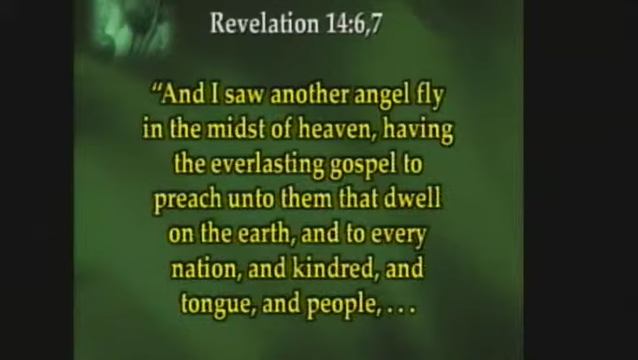 Revelation 14:6,7
“And I saw another angel fly
in the midst of heaven, having
the everlasting gospel to
preach unto them that dwell
on the earth, and to every
nation, and kindred, and
tongue, and people, . . .